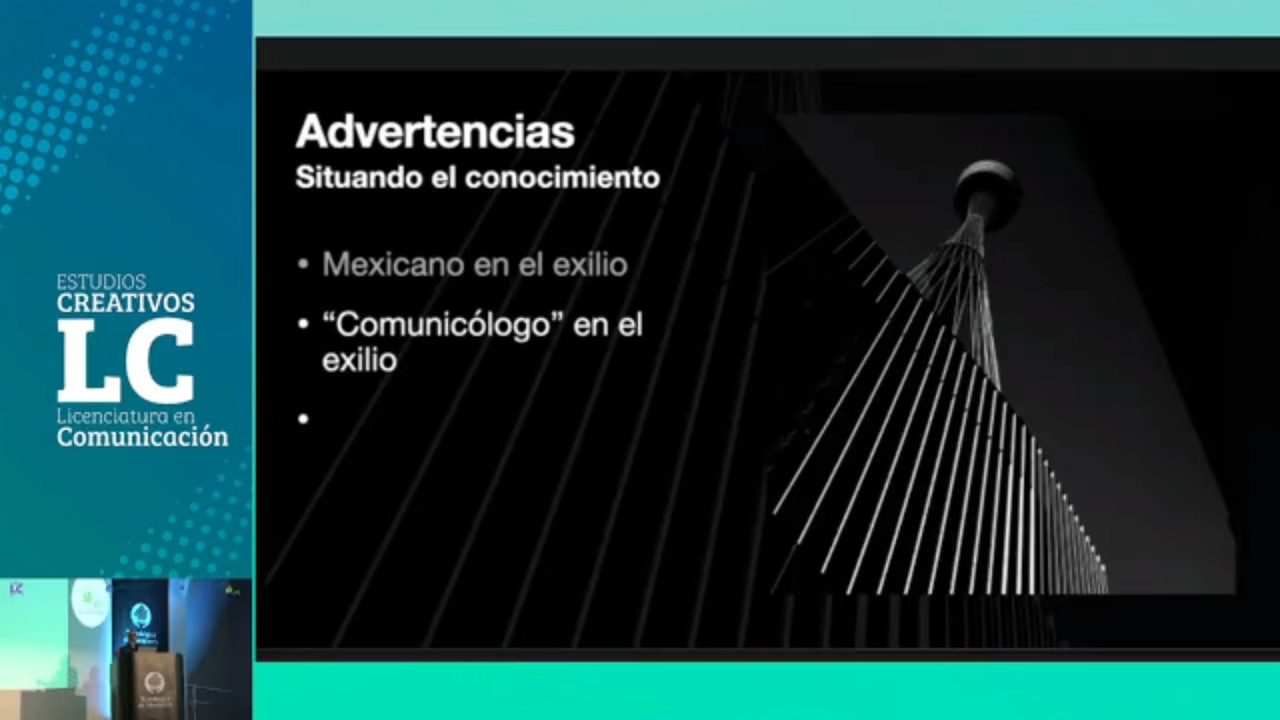 Advertencias
Situando el conocimiento
• Mexicano en el exilio
• “Comunicólogo” en el
exilio
•
ESTUDIOS
CREATIVOS
LC
Licenciatura en
Comunicación